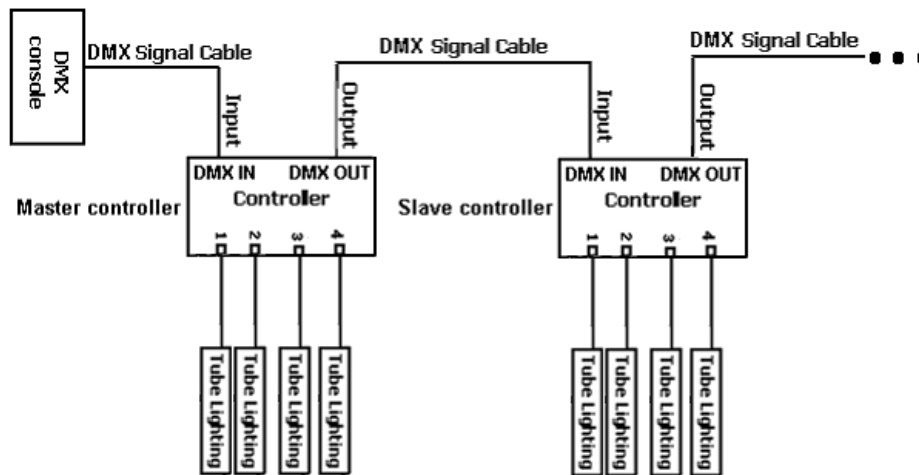 DMX console
DMX Signal Cable
DMX Signal Cable
DMX Signal Cable
Input
Output
Input
Output
DMX IN DMX OUT
Controller
Master controller
1 2 3 4
DMX IN DMX OUT
Controller
Slave controller
1 2 3 4
Tube Lighting
Tube Lighting
Tube Lighting
Tube Lighting
Tube Lighting
Tube Lighting
Tube Lighting
Tube Lighting